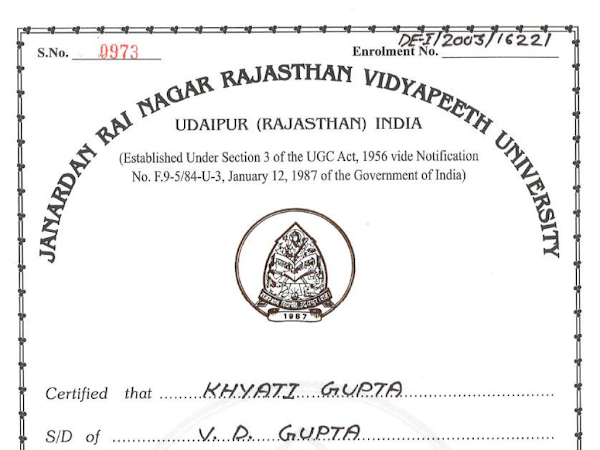 S.No. 9973
Enrolment No. DE-I/2003/16221
JANARDAN RAI NAGAR RAJASTHAN VIDYAPEETH UNIVERSITY
UDAIPUR (RAJASTHAN) INDIA
(Established Under Section 3 of the UGC Act, 1956 vide Notification
No. F.9-5/84-U-3, January 12, 1987 of the Government of India)
1987
Certified that ..........KHYATI GUPTA..........
S/D of ..........V. D. GUPTA..........